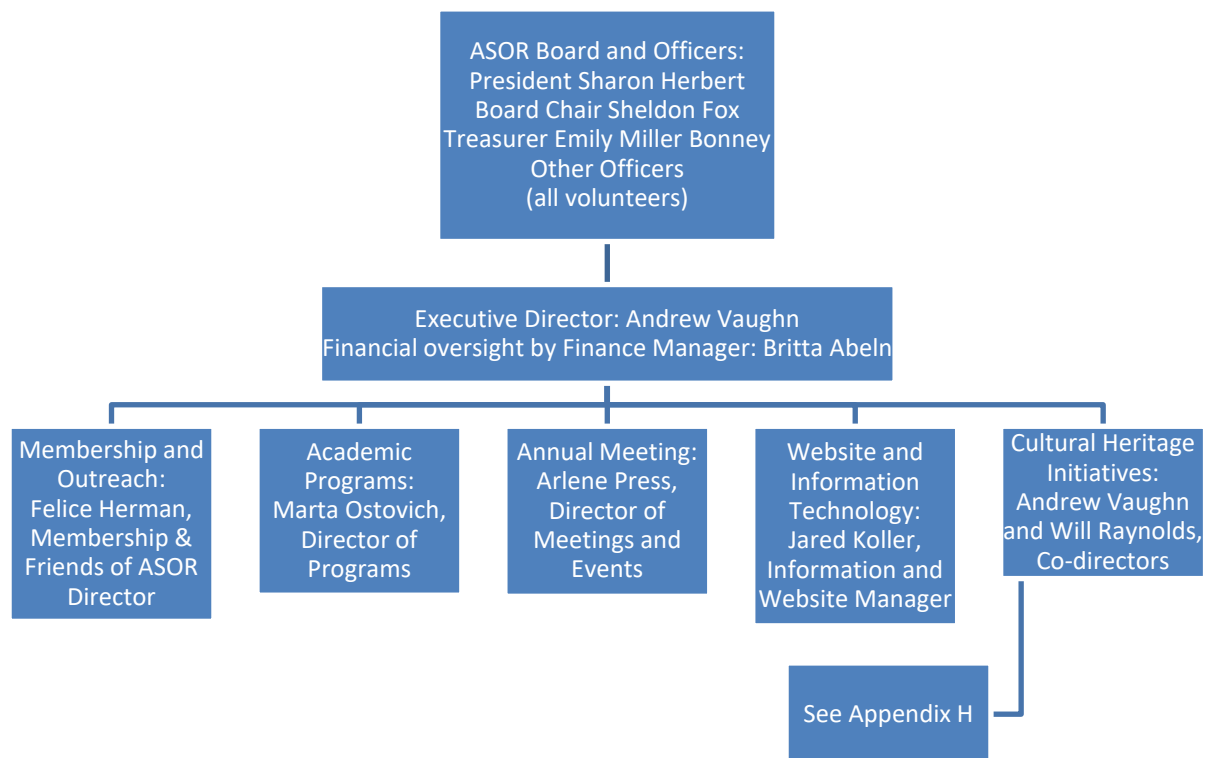 ASOR Board and Officers:
President Sharon Herbert
Board Chair Sheldon Fox
Treasurer Emily Miller Bonney
Other Officers
(all volunteers)
Executive Director: Andrew Vaughn
Financial oversight by Finance Manager: Britta Abeln
Membership and
Outreach:
Felice Herman,
Membership &
Friends of ASOR
Director
Academic
Programs:
Marta Ostovich,
Director of
Programs
Annual Meeting:
Arlene Press,
Director of
Meetings and
Events
Website and
Information
Technology:
Jared Koller,
Information and
Website Manager
Cultural Heritage
Initiatives:
Andrew Vaughn
and Will Raynolds,
Co-directors
See Appendix H